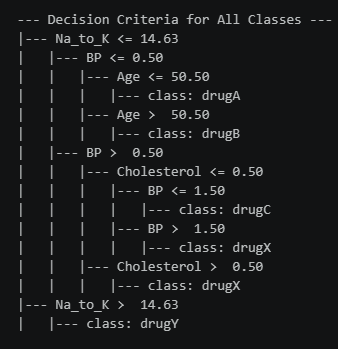 --- Decision Criteria for All Classes ---
|--- Na_to_K <= 14.63
|   |--- BP <= 0.50
|   |   |--- Age <= 50.50
|   |   |   |--- class: drugA
|   |   |--- Age >  50.50
|   |   |   |--- class: drugB
|   |--- BP >  0.50
|   |   |--- Cholesterol <= 0.50
|   |   |   |--- BP <= 1.50
|   |   |   |   |--- class: drugC
|   |   |   |--- BP >  1.50
|   |   |   |   |--- class: drugX
|   |   |--- Cholesterol >  0.50
|   |   |   |--- class: drugX
|--- Na_to_K >  14.63
|   |--- class: drugY